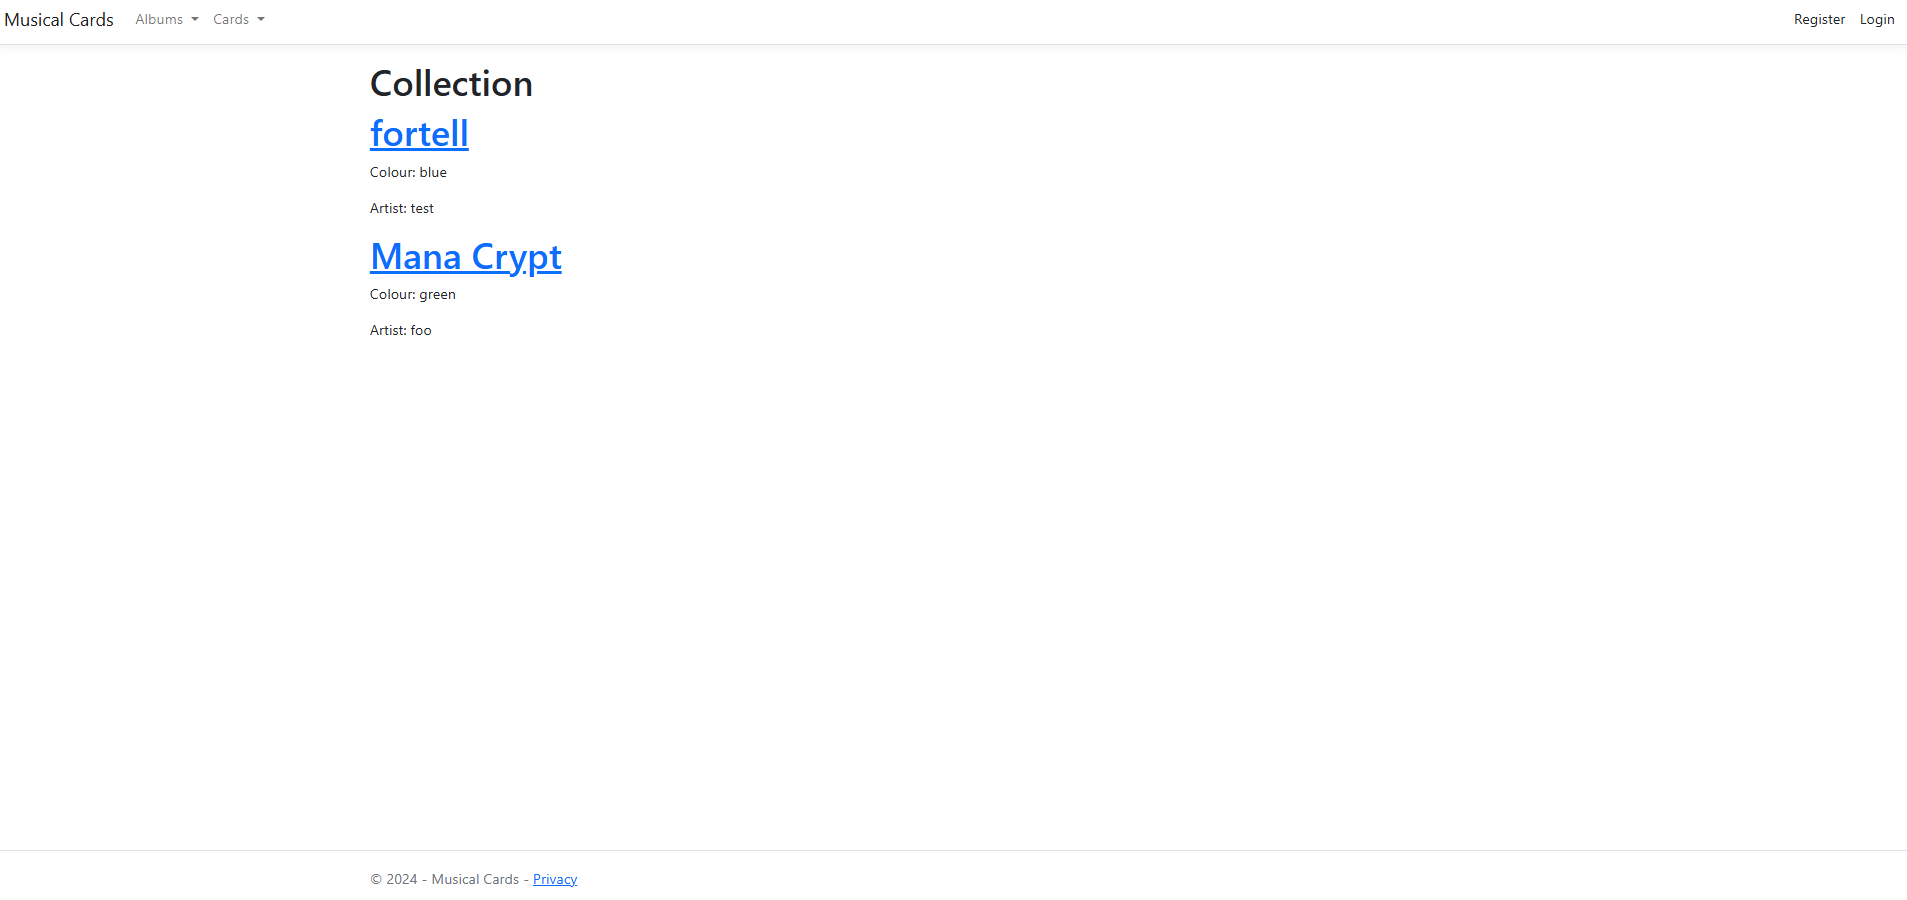 Musical Cards Albums Cards Register Login
Collection
fortell
Colour: blue
Artist: test
Mana Crypt
Colour: green
Artist: foo
© 2024 - Musical Cards - Privacy